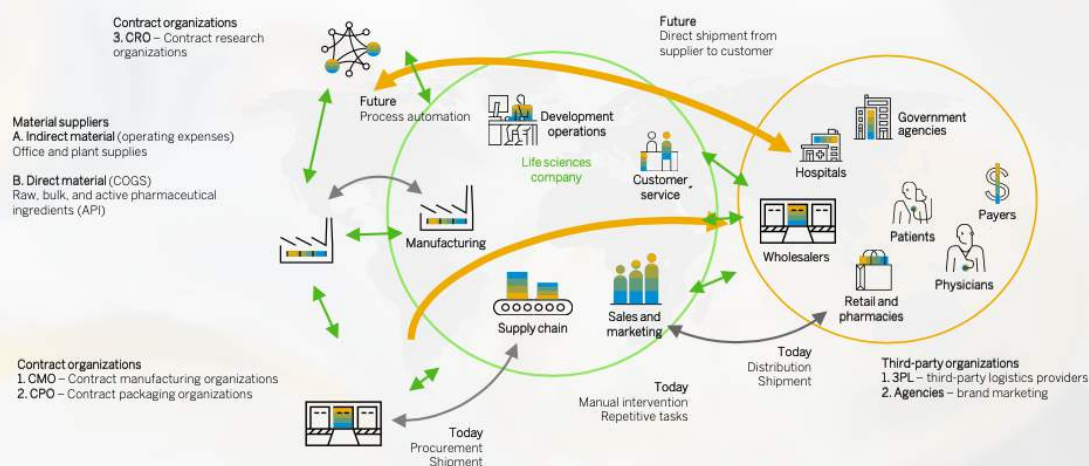 Contract organizations
3. CRO – Contract research
organizations
Future
Direct shipment from
supplier to customer
Future
Process automation
Material suppliers
A. Indirect material (operating expenses)
Office and plant supplies
B. Direct material (COGS)
Raw, bulk, and active pharmaceutical
ingredients (API)
Development
operations
Life sciences
company
Customer
service
Government
agencies
Hospitals
Payers
Patients
Physicians
Manufacturing
Wholesalers
Retail and
pharmacies
Supply chain
Sales and
marketing
Contract organizations
1. CMO – Contract manufacturing organizations
2. CPO – Contract packaging organizations
Today
Procurement
Shipment
Today
Manual intervention
Repetitive tasks
Today
Distribution
Shipment
Third-party organizations
1. 3PL – third-party logistics providers
2. Agencies – brand marketing